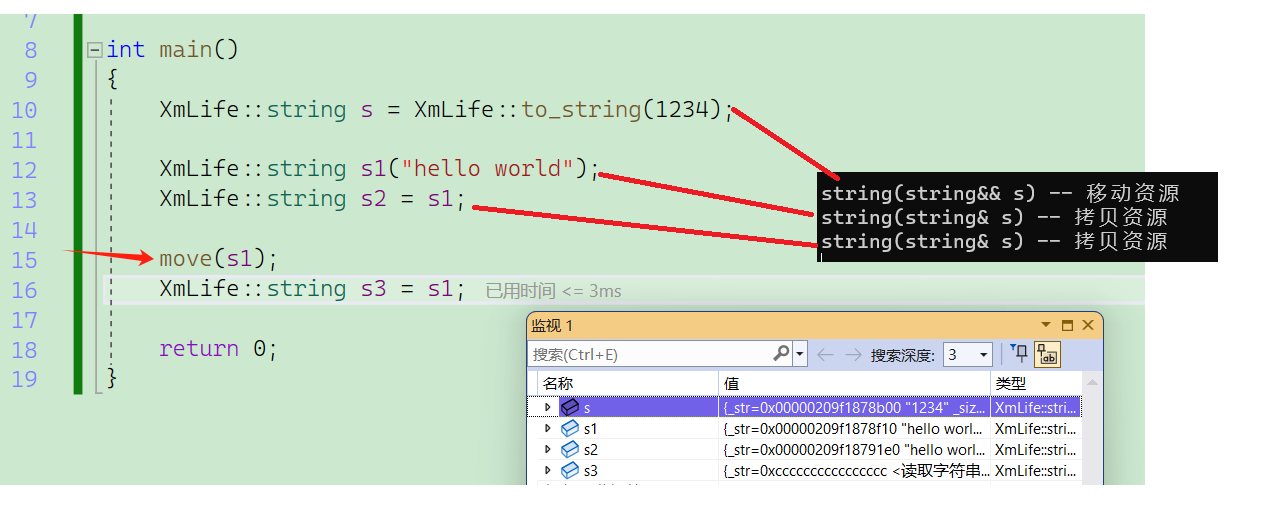 7
8 int main()
9 {
10 XmLife::string s = XmLife::to_string(1234);
11
12 XmLife::string s1("hello world");
13 XmLife::string s2 = s1;
14
15 move(s1);
16 XmLife::string s3 = s1; 已用时间 <= 3ms
17
18 return 0;
19 }
string(string&& s) -- 移动资源
string(string& s) -- 拷贝资源
string(string& s) -- 拷贝资源
监视 1
搜索(Ctrl+E) 搜索深度: 3
名称 值 类型
s {_str=0x00000209f1878b00 "1234" _siz... XmLife::stri...
s1 {_str=0x00000209f1878f10 "hello worl... XmLife::stri...
s2 {_str=0x00000209f18791e0 "hello worl... XmLife::stri...
s3 {_str=0xcccccccccccccccc <读取字符串... XmLife::stri...